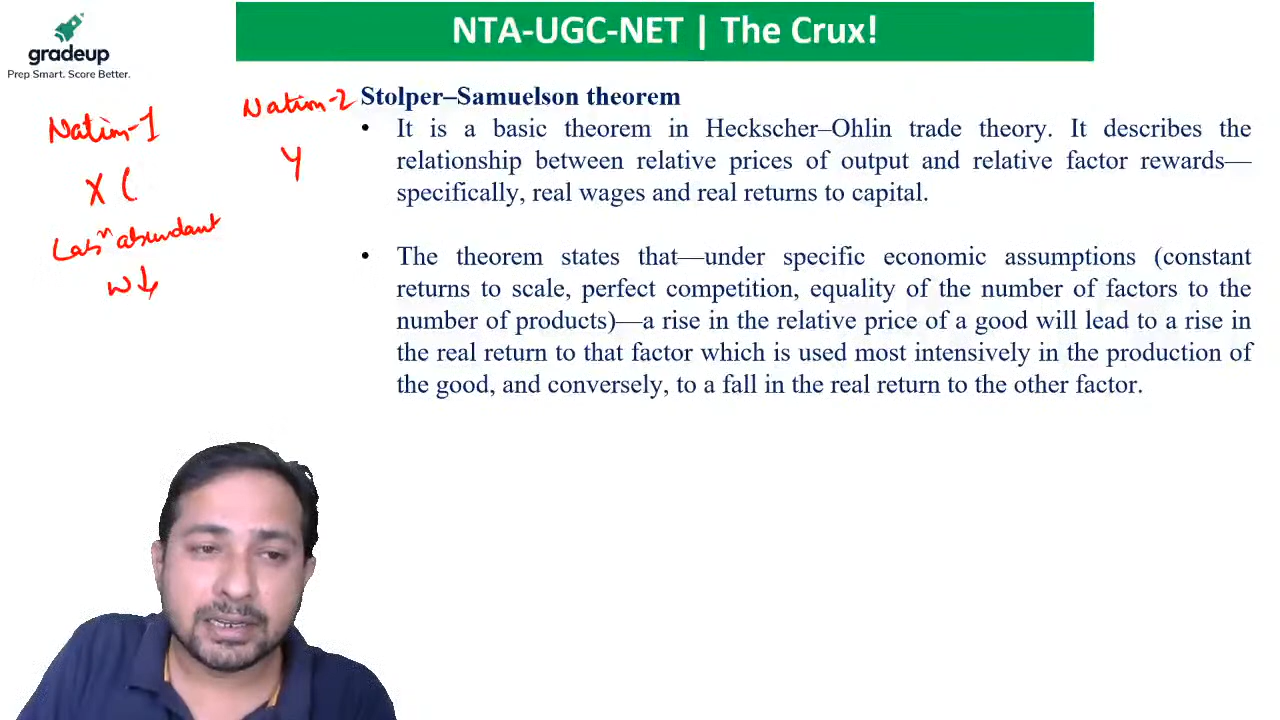 NTA-UGC-NET | The Crux!
gradeup
Prep Smart. Score Better.
Nation-1
Nation-2
X (
Y
Labr abundant
w↓
Stolper–Samuelson theorem
• It is a basic theorem in Heckscher–Ohlin trade theory. It describes the
relationship between relative prices of output and relative factor rewards—
specifically, real wages and real returns to capital.
• The theorem states that—under specific economic assumptions (constant
returns to scale, perfect competition, equality of the number of factors to the
number of products)—a rise in the relative price of a good will lead to a rise in
the real return to that factor which is used most intensively in the production of
the good, and conversely, to a fall in the real return to the other factor.